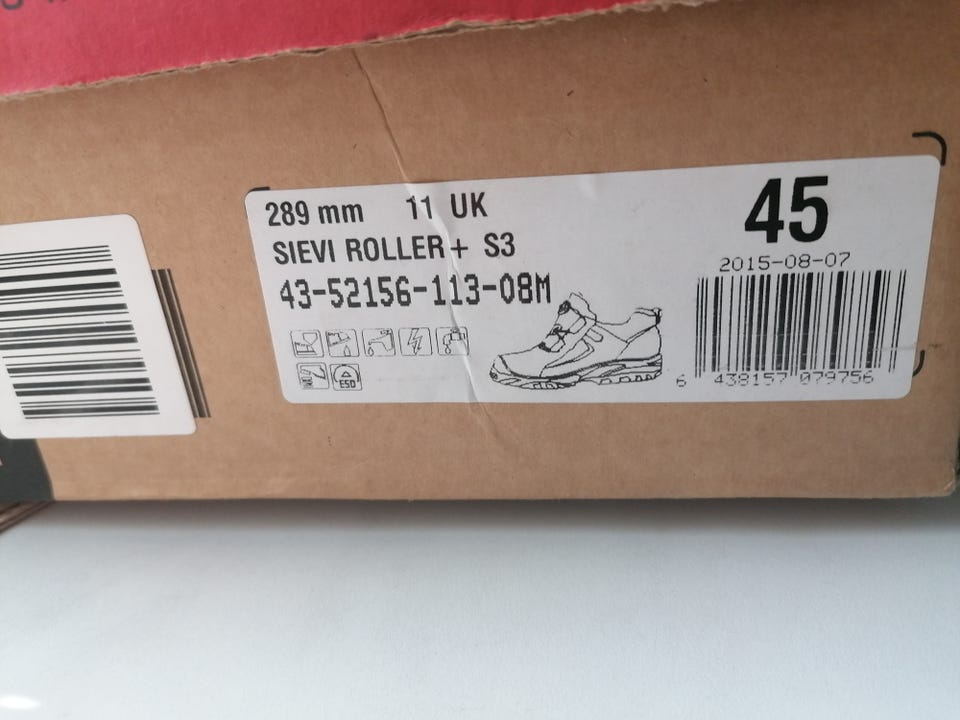 289 mm 11 UK
SIEVI ROLLER+ S3
43-52156-113-08M
ESD
45
2015-08-07
6 438157 079756